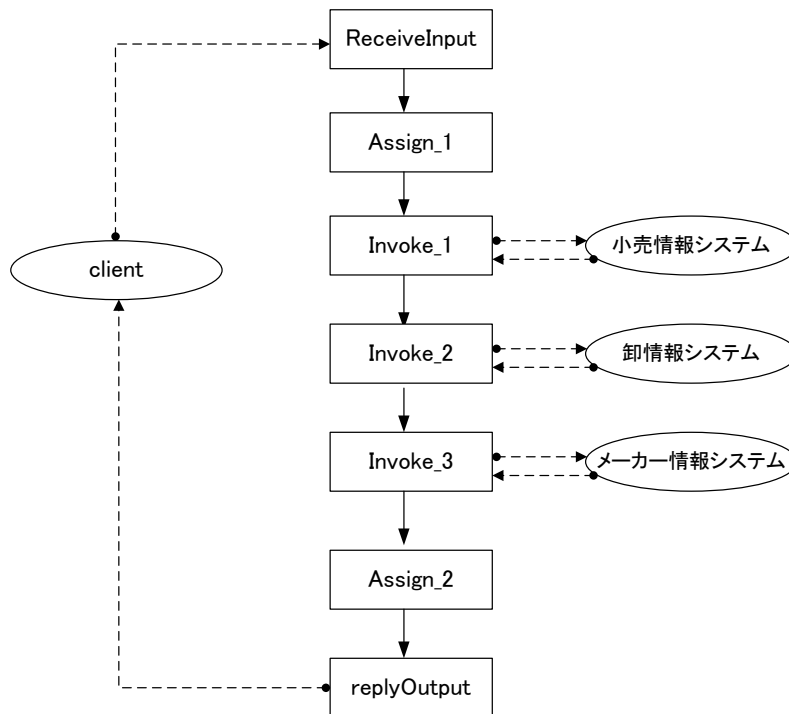 ReceiveInput
Assign_1
Invoke_1
小売情報システム
client
Invoke_2
卸情報システム
Invoke_3
メーカー情報システム
Assign_2
replyOutput